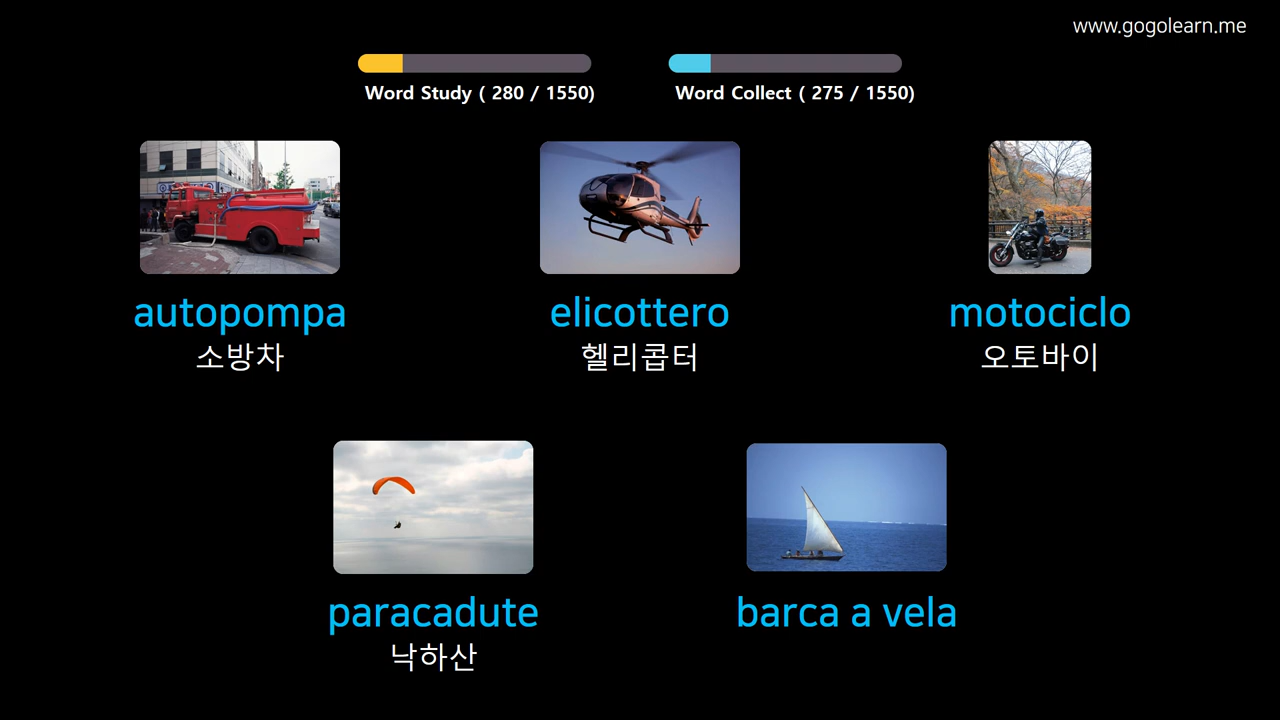 www.gogolearn.me
Word Study ( 280 / 1550)
Word Collect ( 275 / 1550)
autopompa
소방차
elicottero
헬리콥터
motociclo
오토바이
paracadute
낙하산
barca a vela